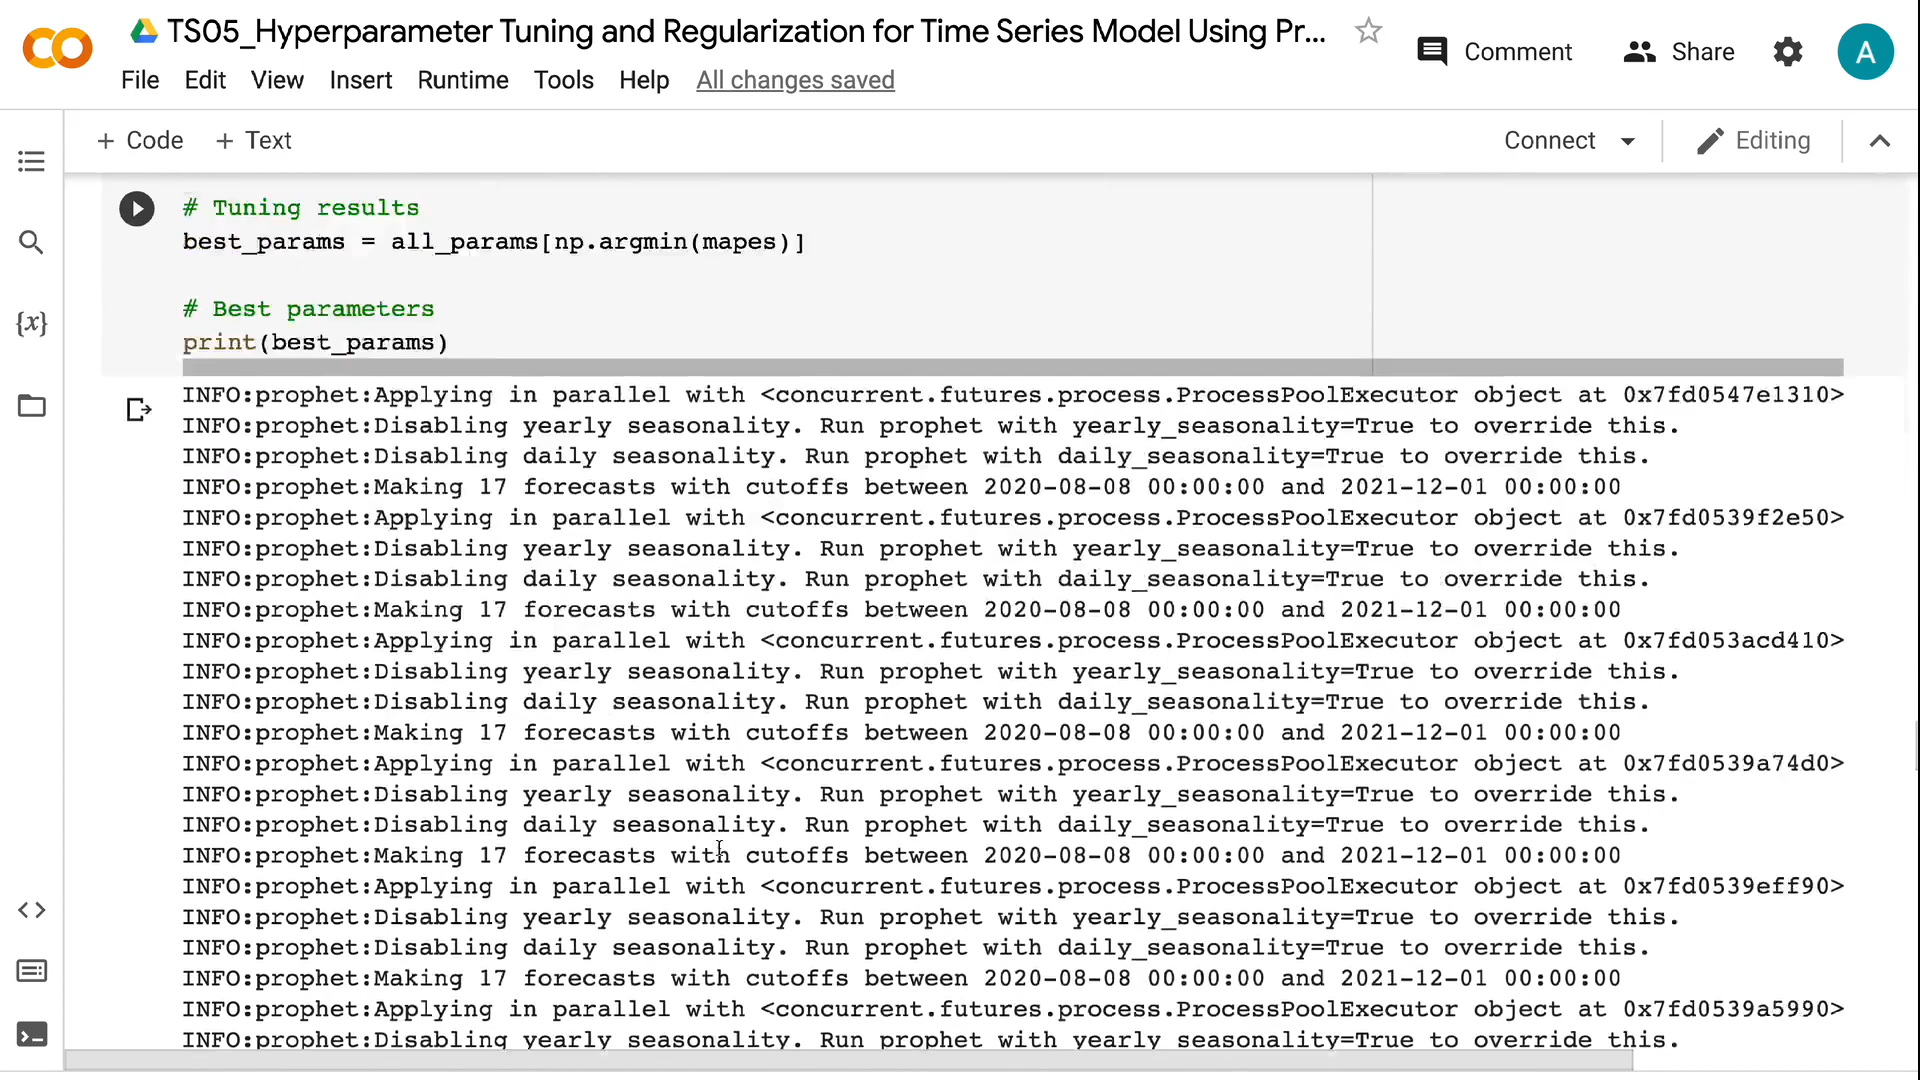 TS05_Hyperparameter Tuning and Regularization for Time Series Model Using Pr...
Comment
Share
A
File Edit View Insert Runtime Tools Help All changes saved
+ Code + Text
Connect
Editing
{x}
# Tuning results
best_params = all_params[np.argmin(mapes)]
# Best parameters
print(best_params)
INFO:prophet:Applying in parallel with <concurrent.futures.process.ProcessPoolExecutor object at 0x7fd0547e1310>
INFO:prophet:Disabling yearly seasonality. Run prophet with yearly_seasonality=True to override this.
INFO:prophet:Disabling daily seasonality. Run prophet with daily_seasonality=True to override this.
INFO:prophet:Making 17 forecasts with cutoffs between 2020-08-08 00:00:00 and 2021-12-01 00:00:00
INFO:prophet:Applying in parallel with <concurrent.futures.process.ProcessPoolExecutor object at 0x7fd0539f2e50>
INFO:prophet:Disabling yearly seasonality. Run prophet with yearly_seasonality=True to override this.
INFO:prophet:Disabling daily seasonality. Run prophet with daily_seasonality=True to override this.
INFO:prophet:Making 17 forecasts with cutoffs between 2020-08-08 00:00:00 and 2021-12-01 00:00:00
INFO:prophet:Applying in parallel with <concurrent.futures.process.ProcessPoolExecutor object at 0x7fd053acd410>
INFO:prophet:Disabling yearly seasonality. Run prophet with yearly_seasonality=True to override this.
INFO:prophet:Disabling daily seasonality. Run prophet with daily_seasonality=True to override this.
INFO:prophet:Making 17 forecasts with cutoffs between 2020-08-08 00:00:00 and 2021-12-01 00:00:00
INFO:prophet:Applying in parallel with <concurrent.futures.process.ProcessPoolExecutor object at 0x7fd0539a74d0>
INFO:prophet:Disabling yearly seasonality. Run prophet with yearly_seasonality=True to override this.
INFO:prophet:Disabling daily seasonality. Run prophet with daily_seasonality=True to override this.
INFO:prophet:Making 17 forecasts with cutoffs between 2020-08-08 00:00:00 and 2021-12-01 00:00:00
INFO:prophet:Applying in parallel with <concurrent.futures.process.ProcessPoolExecutor object at 0x7fd0539eff90>
INFO:prophet:Disabling yearly seasonality. Run prophet with yearly_seasonality=True to override this.
INFO:prophet:Disabling daily seasonality. Run prophet with daily_seasonality=True to override this.
INFO:prophet:Making 17 forecasts with cutoffs between 2020-08-08 00:00:00 and 2021-12-01 00:00:00
INFO:prophet:Applying in parallel with <concurrent.futures.process.ProcessPoolExecutor object at 0x7fd0539a5990>
INFO:prophet:Disabling yearly seasonality. Run prophet with yearly_seasonality=True to override this.